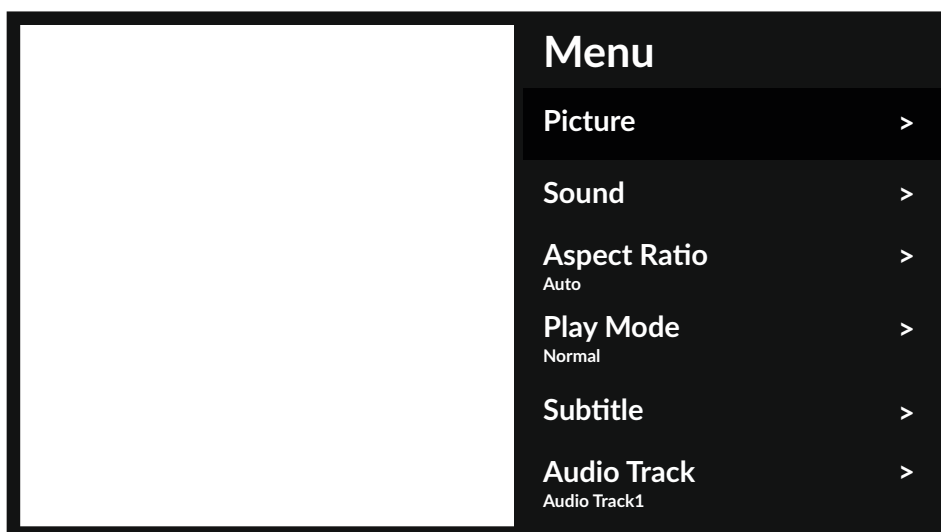 Menu
Picture >
Sound >
Aspect Ratio >
Auto
Play Mode >
Normal
Subtitle >
Audio Track >
Audio Track1